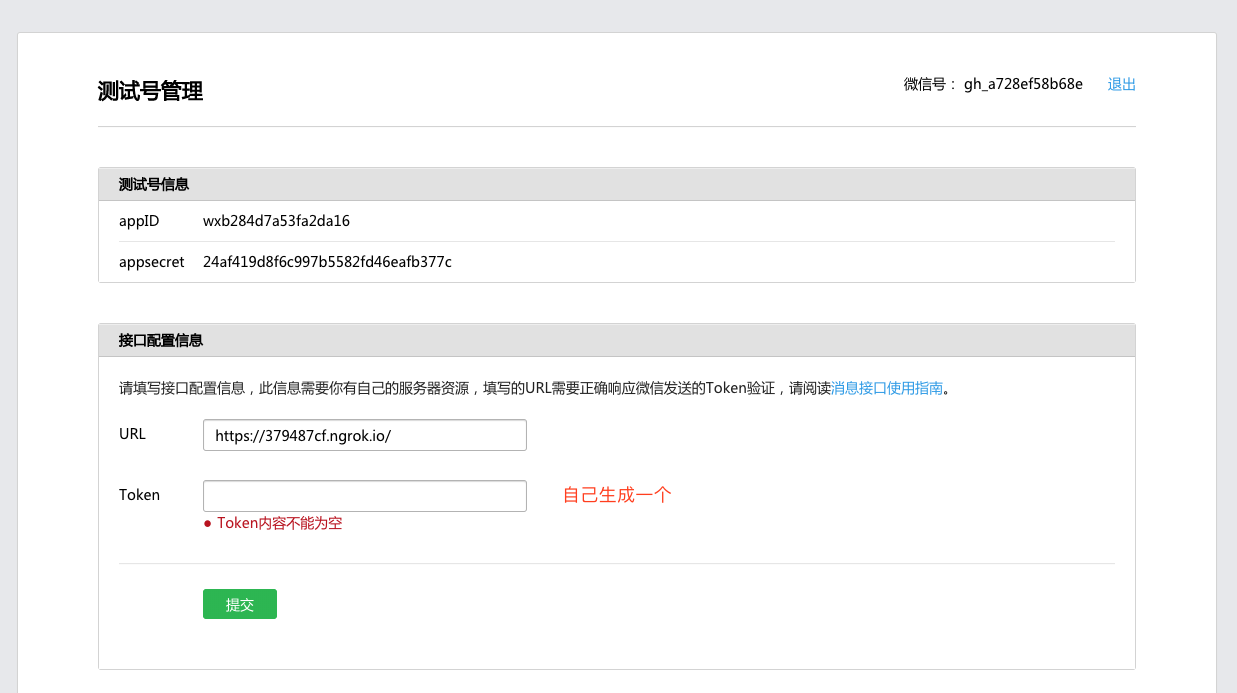 测试号管理
微信号： gh_a728ef58b68e 退出
测试号信息
appID wxb284d7a53fa2da16
appsecret 24af419d8f6c997b5582fd46eafb377c
接口配置信息
请填写接口配置信息，此信息需要你有自己的服务器资源，填写的URL需要正确响应微信发送的Token验证，请阅读消息接口使用指南。
URL https://379487cf.ngrok.io/
Token 自己生成一个
● Token内容不能为空
提交